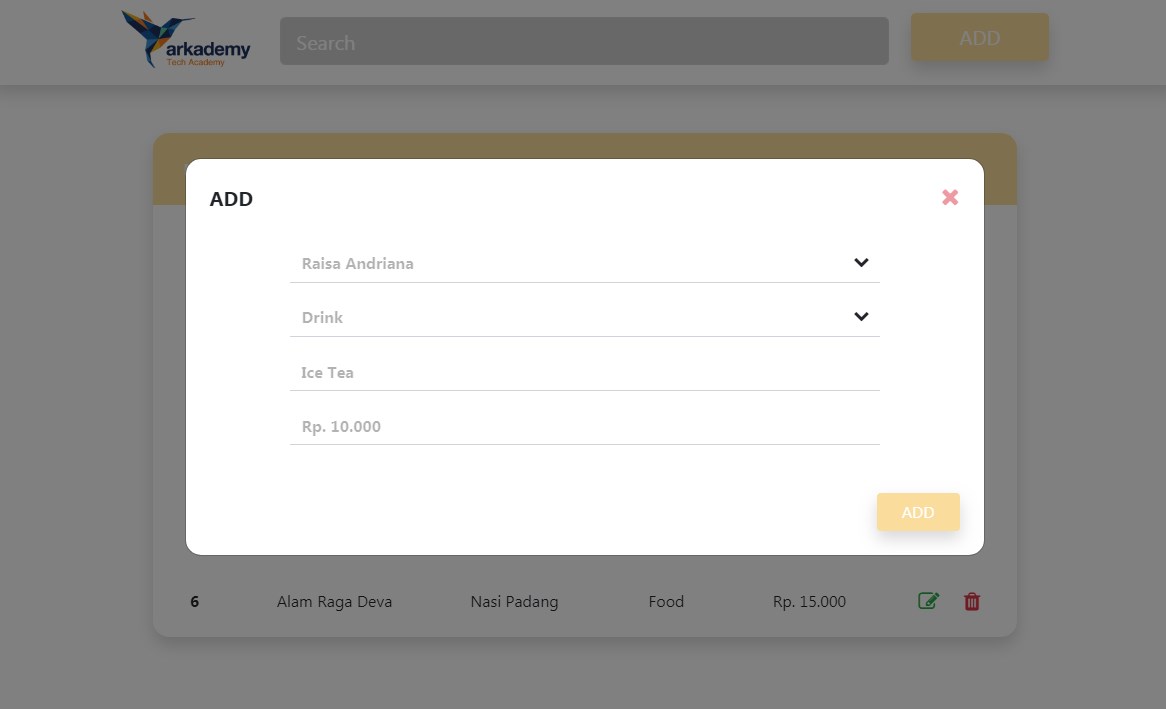 arkademy
Tech Academy
Search
ADD
ADD
Raisa Andriana
Drink
Ice Tea
Rp. 10.000
ADD
6 Alam Raga Deva Nasi Padang Food Rp. 15.000